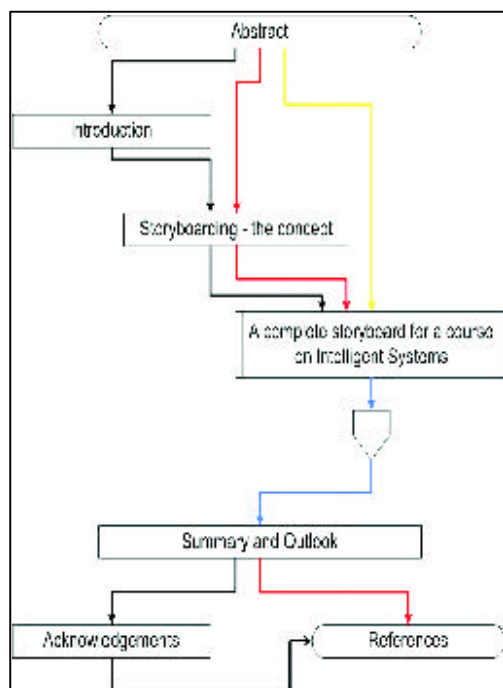 Abstract
Introduction
Storyboarding - the concept
A complete storyboard for a course
on Intelligent Systems
Summary and Outlook
Acknowledgements
References